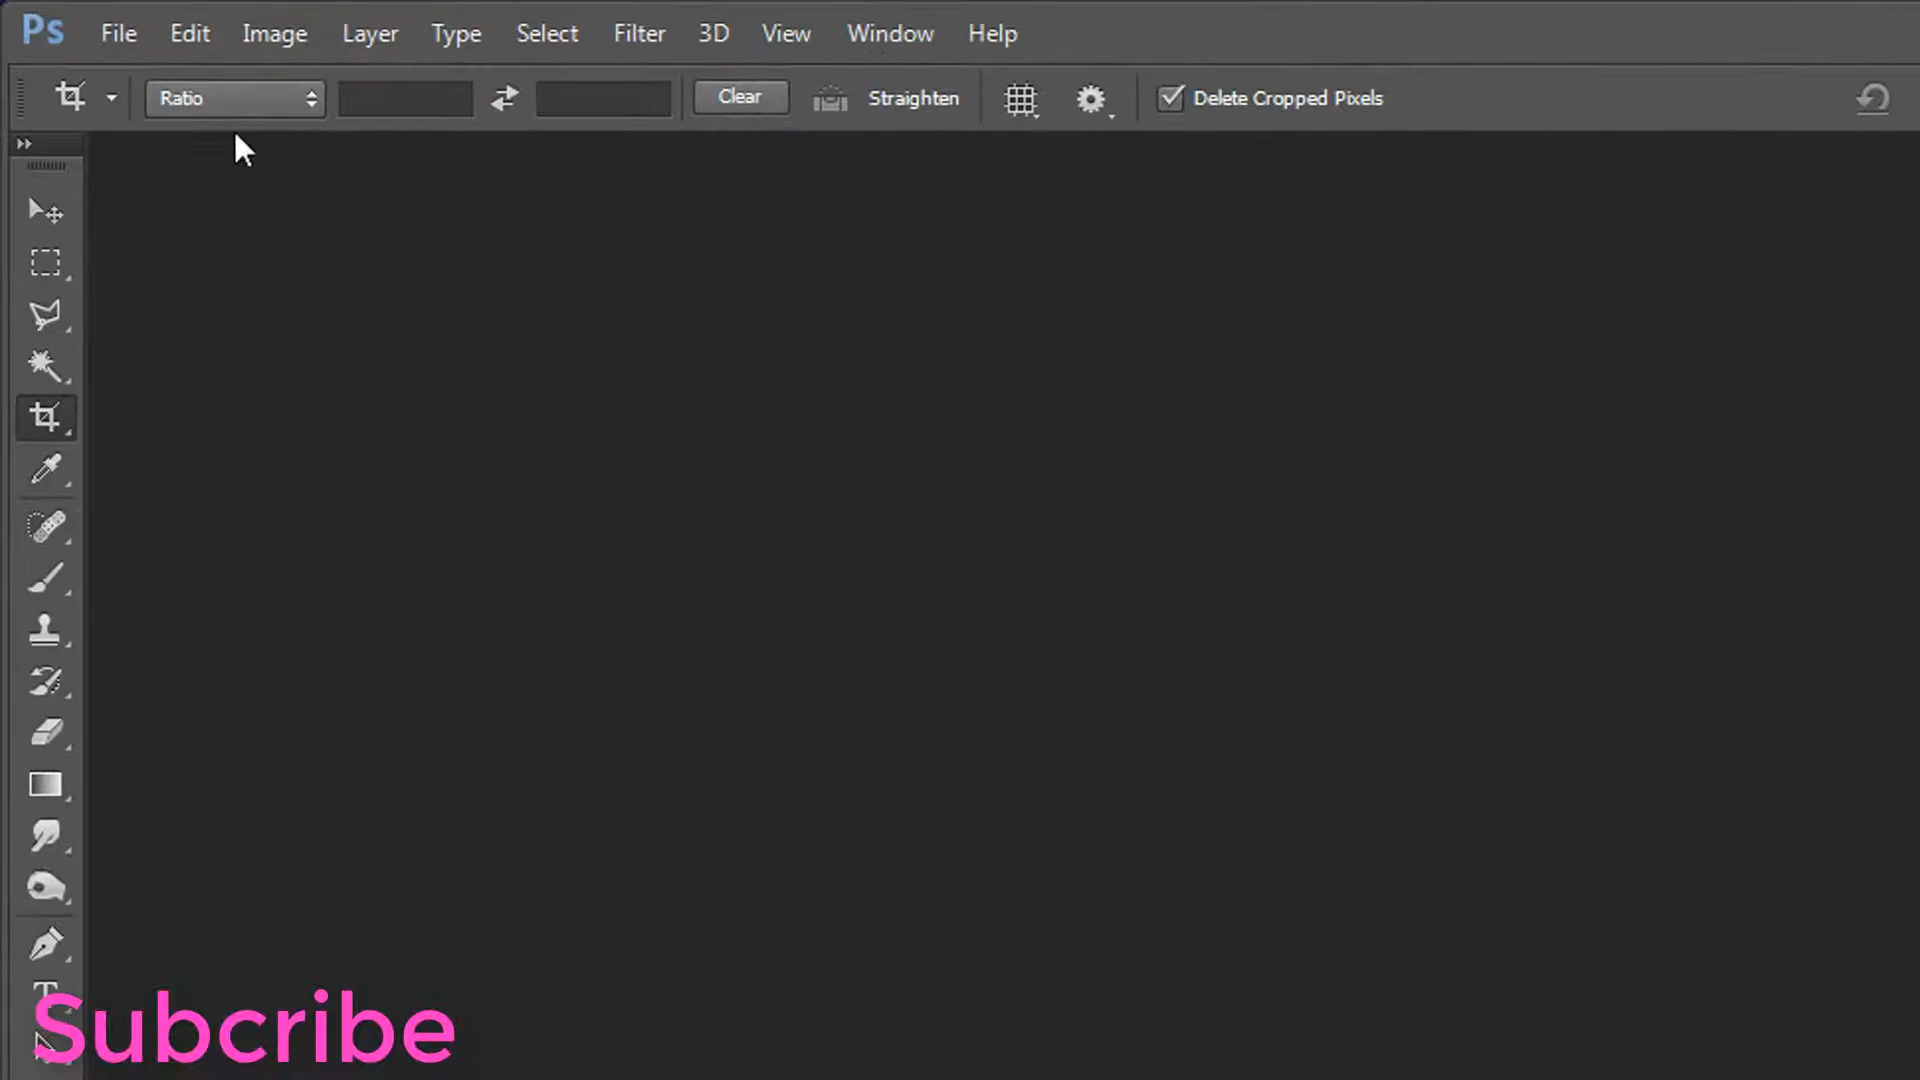 Ps File Edit Image Layer Type Select Filter 3D View Window Help
Ratio Clear Straighten Delete Cropped Pixels
T
Subcribe